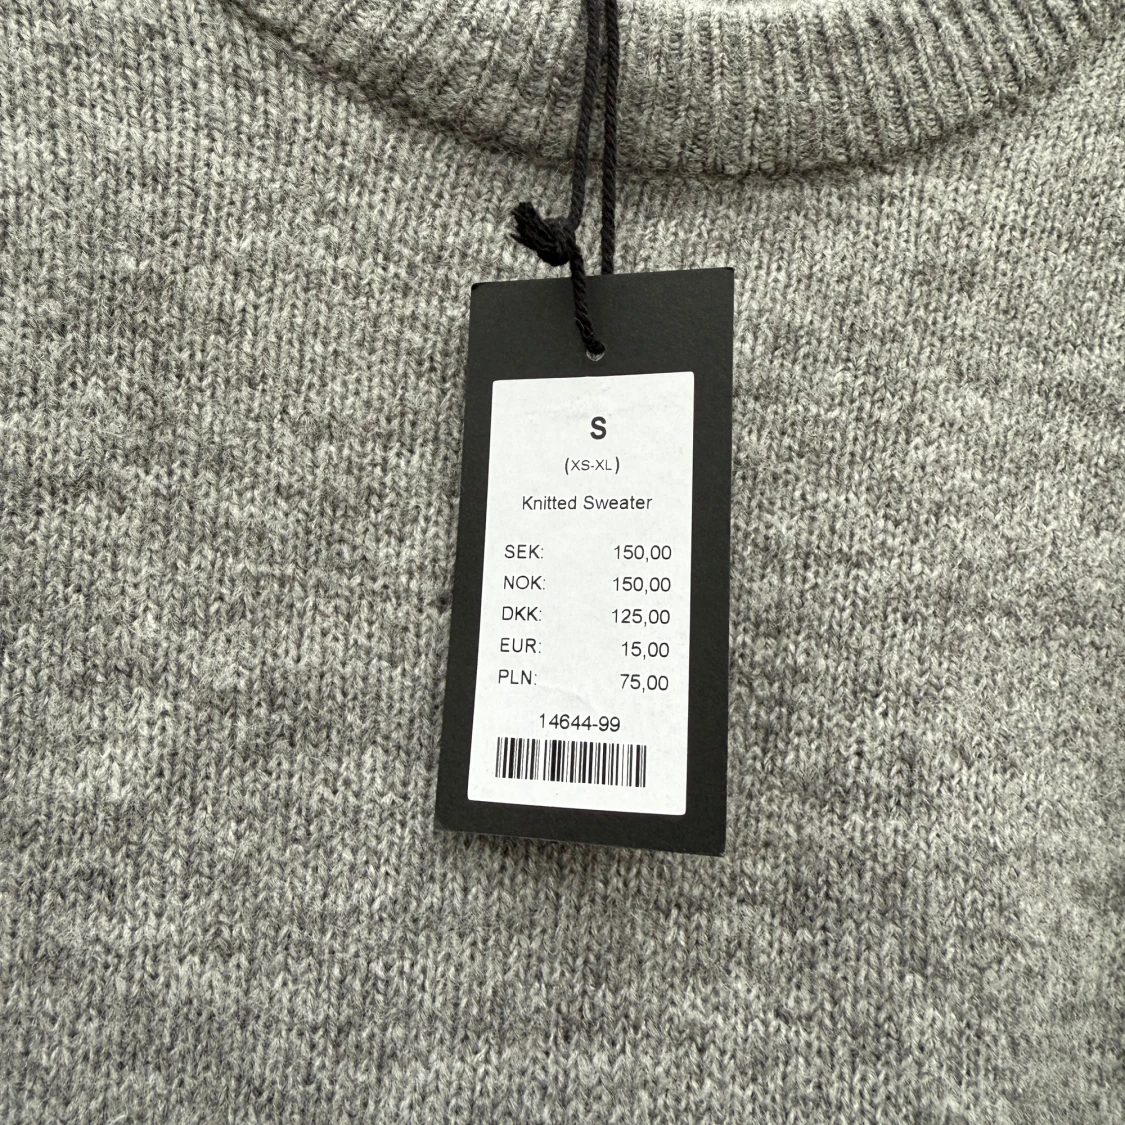 S
(XS-XL)
Knitted Sweater
SEK: 150,00
NOK: 150,00
DKK: 125,00
EUR: 15,00
PLN: 75,00
14644-99